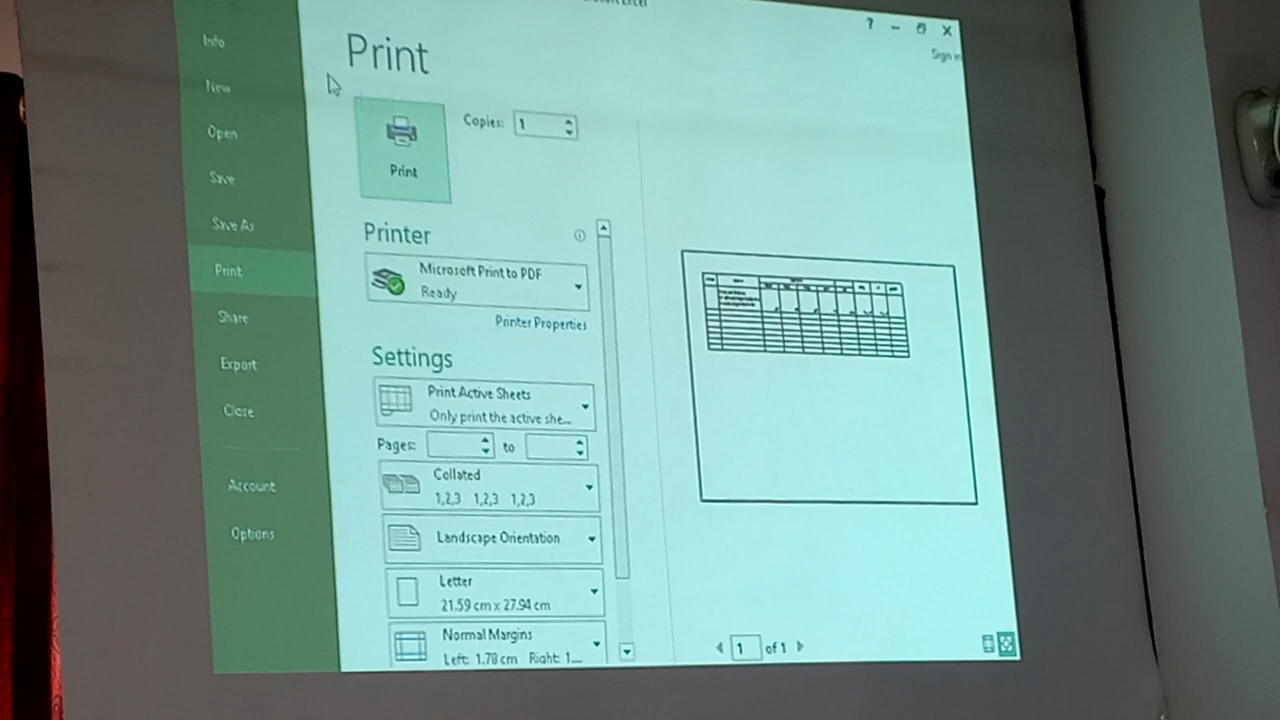 ?
Sign in
Info
New
Open
Save
Save As
Print
Share
Export
Close
Account
Options
Print
Print
Copies: 1
Printer
Microsoft Print to PDF
Ready
Printer Properties
Settings
Print Active Sheets
Only print the active she...
Pages: to
Collated
1,2,3 1,2,3 1,2,3
Landscape Orientation
Letter
21.59 cm x 27.94 cm
Normal Margins
Left: 1.78 cm Right: 1...
1 of 1